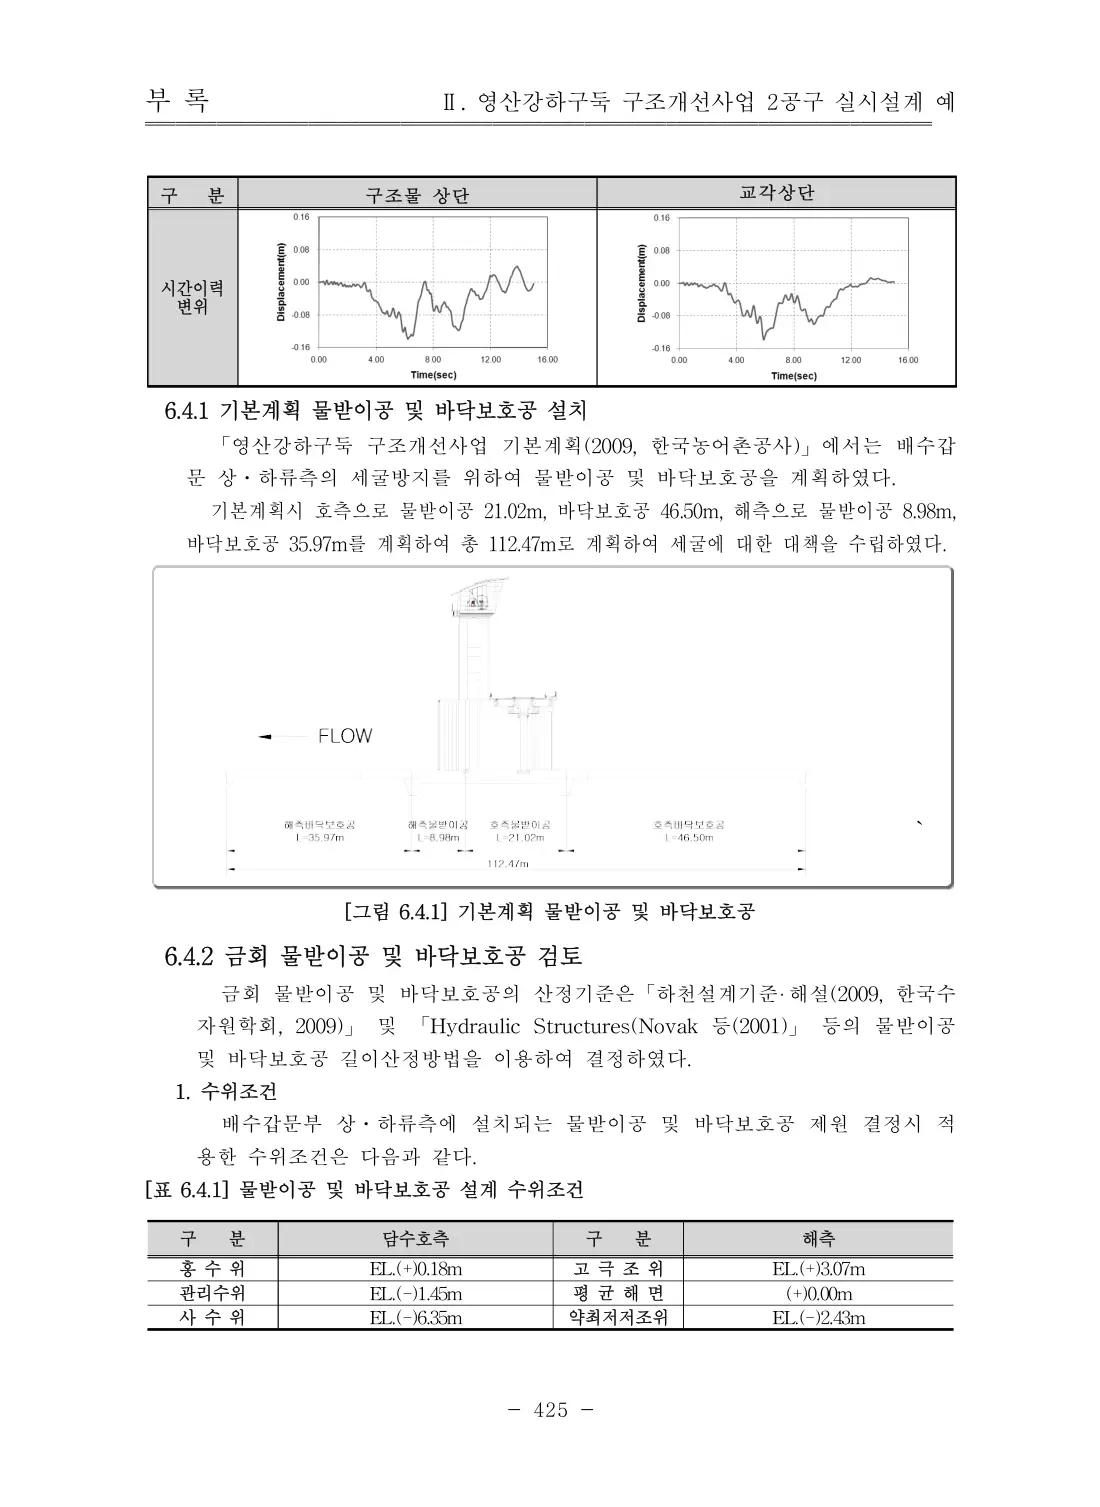 부 록
Ⅱ. 영산강하구둑 구조개선사업 2공구 실시설계 예
구 분 구조물 상단 교각상단
시간이력
변위
0.16
0.08
0.00
-0.08
-0.16
Displacement(m)
0.00 4.00 8.00 12.00 16.00
Time(sec)
0.16
0.08
0.00
-0.08
-0.16
Displacement(m)
0.00 4.00 8.00 12.00 16.00
Time(sec)
6.4.1 기본계획 물받이공 및 바닥보호공 설치
「영산강하구둑 구조개선사업 기본계획(2009, 한국농어촌공사)」에서는 배수갑
문 상·하류측의 세굴방지를 위하여 물받이공 및 바닥보호공을 계획하였다.
기본계획시 호측으로 물받이공 21.02m, 바닥보호공 46.50m, 해측으로 물받이공 8.98m,
바닥보호공 35.97m를 계획하여 총 112.47m로 계획하여 세굴에 대한 대책을 수립하였다.
FLOW
해측바닥보호공 해측물받이공 호측물받이공 호측바닥보호공
L=35.97m L=8.98m L=21.02m L=46.50m
112.47m
[그림 6.4.1] 기본계획 물받이공 및 바닥보호공
6.4.2 금회 물받이공 및 바닥보호공 검토
금회 물받이공 및 바닥보호공의 산정기준은「하천설계기준·해설(2009, 한국수
자원학회, 2009)」 및 「Hydraulic Structures(Novak 등(2001)」 등의 물받이공
및 바닥보호공 길이산정방법을 이용하여 결정하였다.
1. 수위조건
배수갑문부 상·하류측에 설치되는 물받이공 및 바닥보호공 제원 결정시 적
용한 수위조건은 다음과 같다.
[표 6.4.1] 물받이공 및 바닥보호공 설계 수위조건
구 분 담수호측 구 분 해측
홍 수 위 EL.(+)0.18m 고 극 조 위 EL.(+)3.07m
관리수위 EL.(-)1.45m 평 균 해 면 (+)0.00m
사 수 위 EL.(-)6.35m 약최저저조위 EL.(-)2.43m
- 425 -